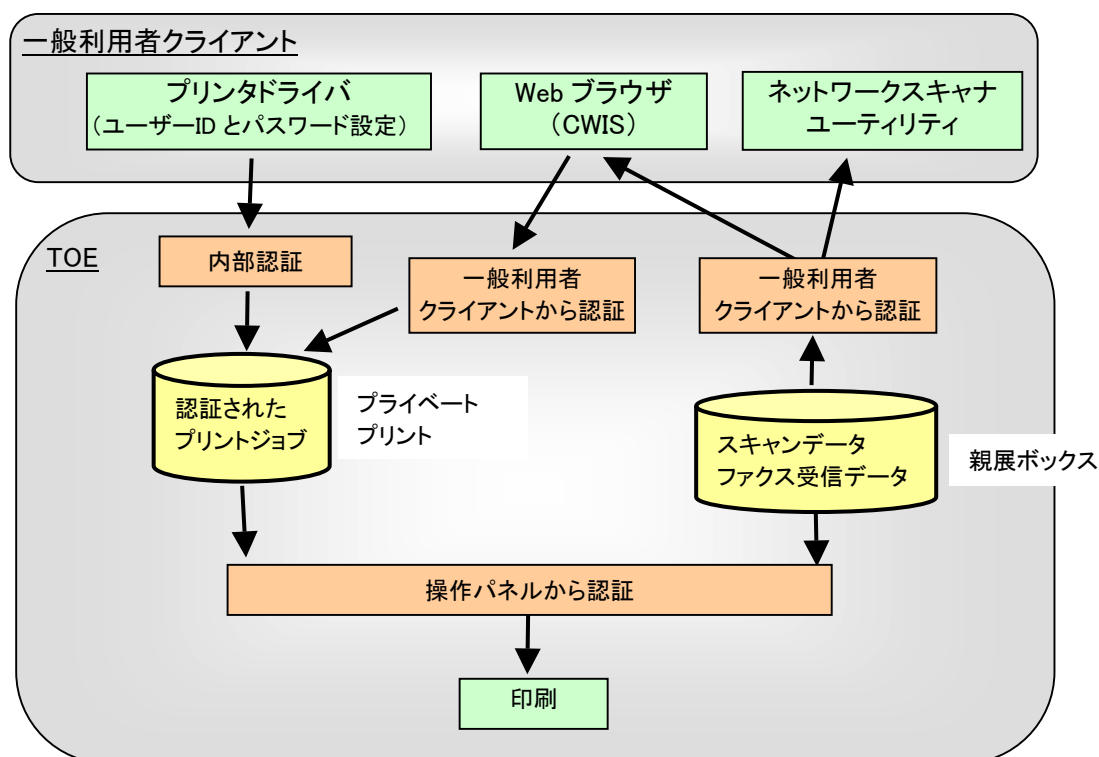 一般利用者クライアント
プリンタドライバ
（ユーザーID とパスワード設定）
Web ブラウザ
（CWIS）
ネットワークスキャナ
ユーティリティ
TOE
内部認証
一般利用者
クライアントから認証
一般利用者
クライアントから認証
認証された
プリントジョブ
プライベート
プリント
スキャンデータ
ファクス受信データ
親展ボックス
操作パネルから認証
印刷